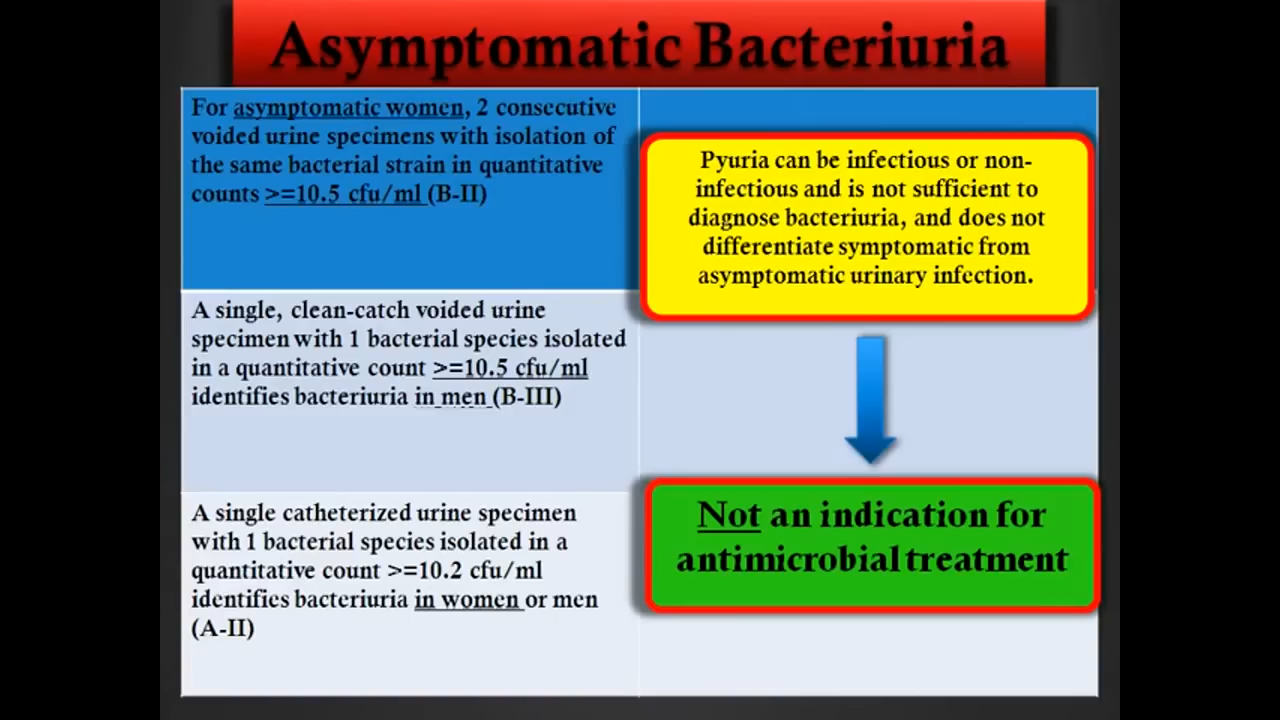 Asymptomatic Bacteriuria
For asymptomatic women, 2 consecutive
voided urine specimens with isolation of
the same bacterial strain in quantitative
counts >=10.5 cfu/ml (B-II)
Pyuria can be infectious or non-
infectious and is not sufficient to
diagnose bacteriuria, and does not
differentiate symptomatic from
asymptomatic urinary infection.
A single, clean-catch voided urine
specimen with 1 bacterial species isolated
in a quantitative count >=10.5 cfu/ml
identifies bacteriuria in men (B-III)
A single catheterized urine specimen
with 1 bacterial species isolated in a
quantitative count >=10.2 cfu/ml
identifies bacteriuria in women or men
(A-II)
Not an indication for
antimicrobial treatment